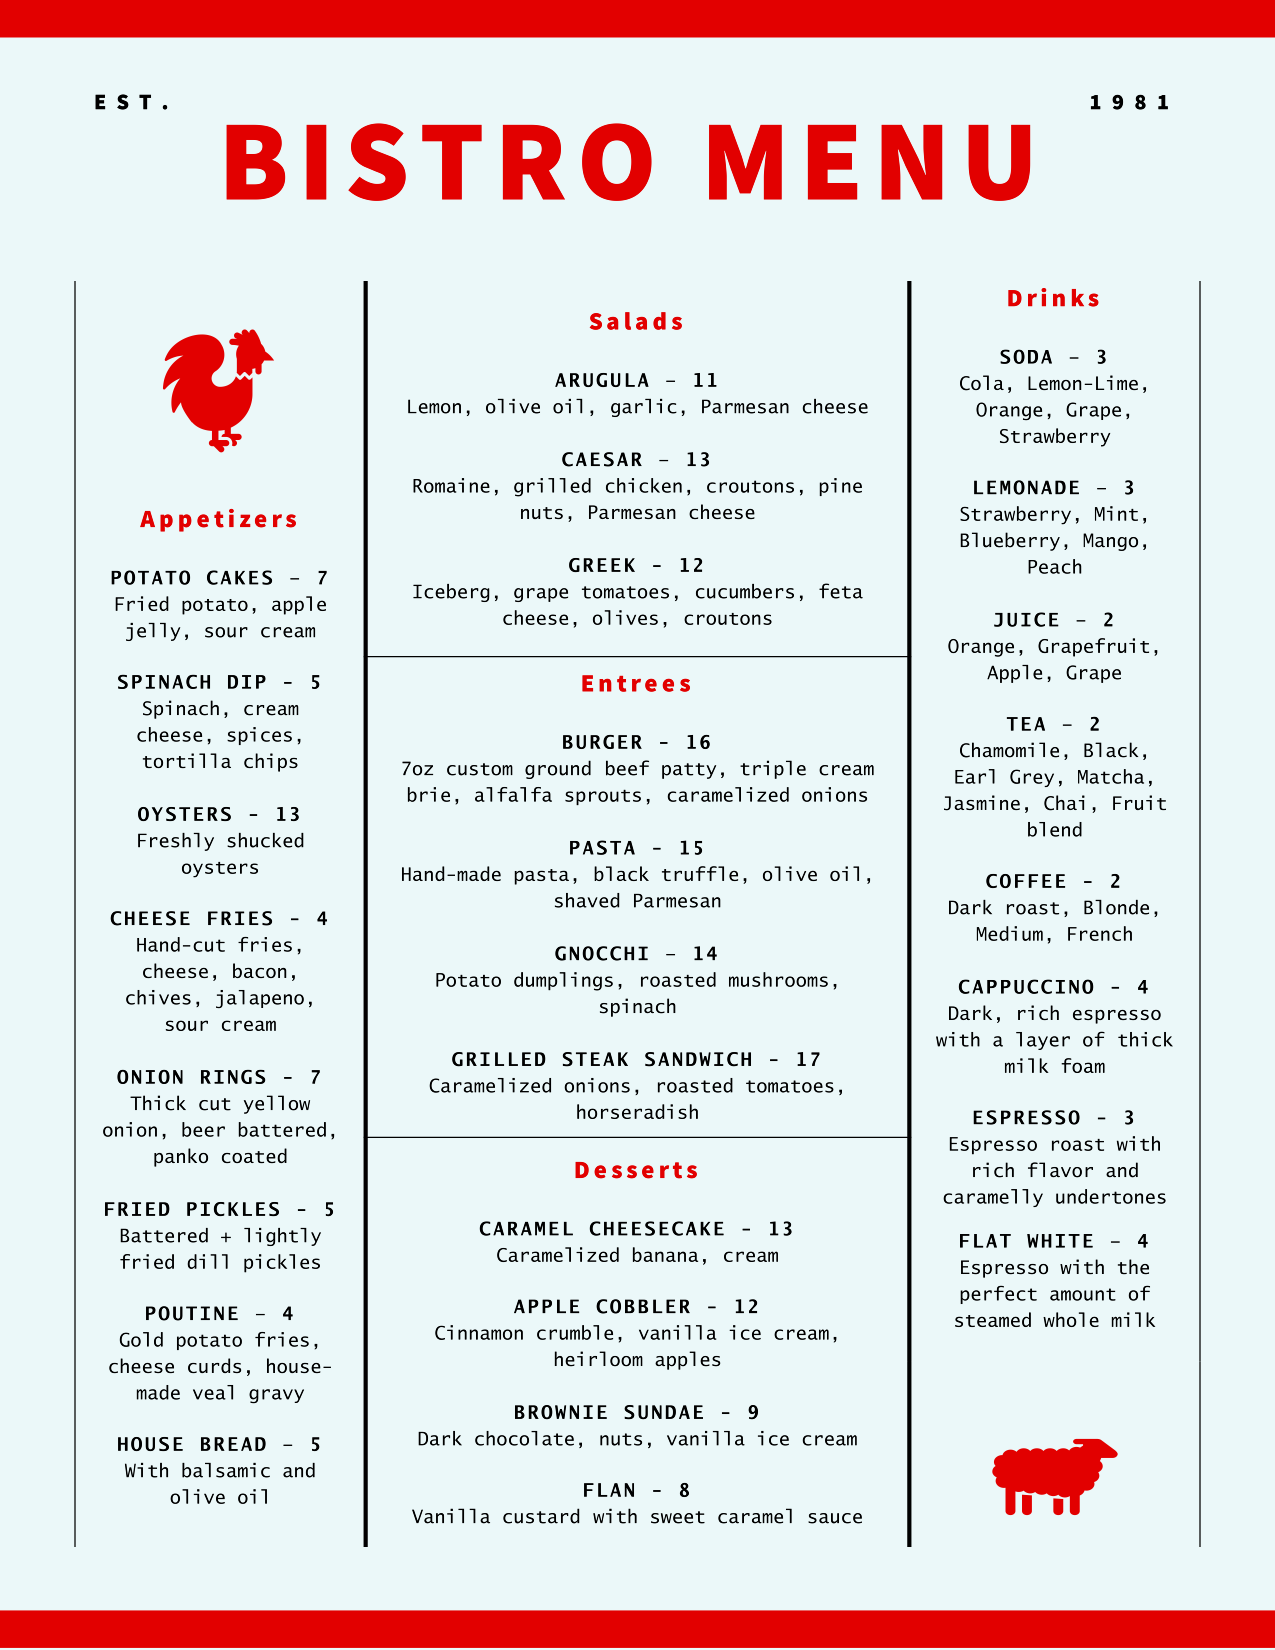 EST.
1981
BISTRO MENU
Appetizers
POTATO CAKES – 7
Fried potato, apple
jelly, sour cream
SPINACH DIP - 5
Spinach, cream
cheese, spices,
tortilla chips
OYSTERS - 13
Freshly shucked
oysters
CHEESE FRIES - 4
Hand-cut fries,
cheese, bacon,
chives, jalapeno,
sour cream
ONION RINGS - 7
Thick cut yellow
onion, beer battered,
panko coated
FRIED PICKLES - 5
Battered + lightly
fried dill pickles
POUTINE – 4
Gold potato fries,
cheese curds, house-
made veal gravy
HOUSE BREAD – 5
With balsamic and
olive oil
Salads
ARUGULA – 11
Lemon, olive oil, garlic, Parmesan cheese
CAESAR – 13
Romaine, grilled chicken, croutons, pine
nuts, Parmesan cheese
GREEK - 12
Iceberg, grape tomatoes, cucumbers, feta
cheese, olives, croutons
Entrees
BURGER - 16
7oz custom ground beef patty, triple cream
brie, alfalfa sprouts, caramelized onions
PASTA - 15
Hand-made pasta, black truffle, olive oil,
shaved Parmesan
GNOCCHI – 14
Potato dumplings, roasted mushrooms,
spinach
GRILLED STEAK SANDWICH - 17
Caramelized onions, roasted tomatoes,
horseradish
Desserts
CARAMEL CHEESECAKE - 13
Caramelized banana, cream
APPLE COBBLER - 12
Cinnamon crumble, vanilla ice cream,
heirloom apples
BROWNIE SUNDAE - 9
Dark chocolate, nuts, vanilla ice cream
FLAN - 8
Vanilla custard with sweet caramel sauce
Drinks
SODA – 3
Cola, Lemon-Lime,
Orange, Grape,
Strawberry
LEMONADE – 3
Strawberry, Mint,
Blueberry, Mango,
Peach
JUICE – 2
Orange, Grapefruit,
Apple, Grape
TEA – 2
Chamomile, Black,
Earl Grey, Matcha,
Jasmine, Chai, Fruit
blend
COFFEE - 2
Dark roast, Blonde,
Medium, French
CAPPUCCINO - 4
Dark, rich espresso
with a layer of thick
milk foam
ESPRESSO - 3
Espresso roast with
rich flavor and
caramelly undertones
FLAT WHITE – 4
Espresso with the
perfect amount of
steamed whole milk